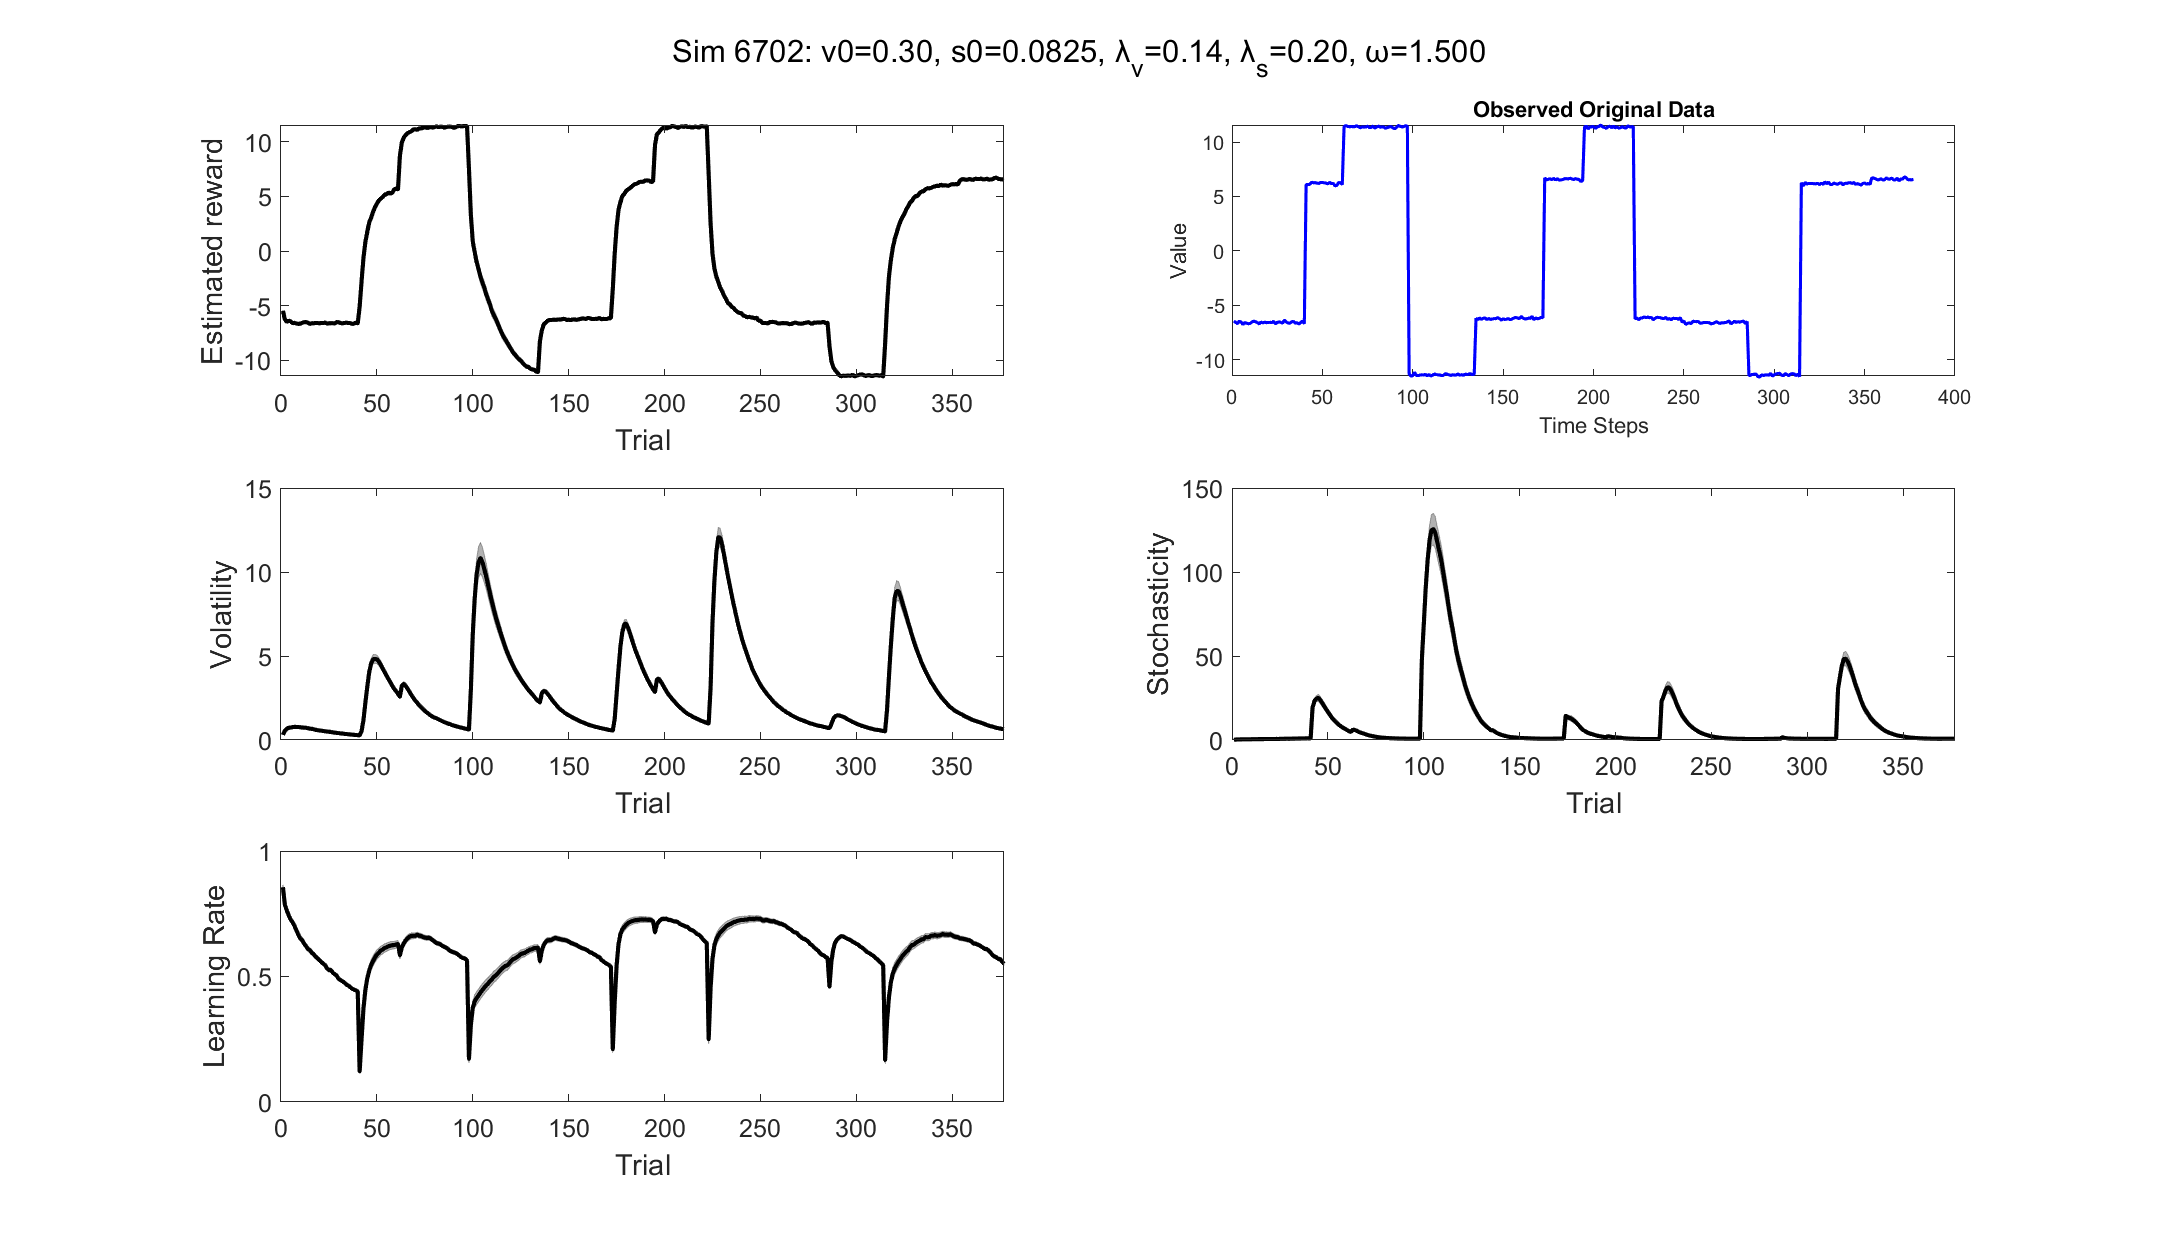 Sim 6702: v0=0.30, s0=0.0825, λ_v=0.14, λ_s=0.20, ω=1.500
10
5
0
-5
-10
Estimated reward
0 50 100 150 200 250 300 350
Trial
Observed Original Data
10
5
0
-5
-10
Value
0 50 100 150 200 250 300 350 400
Time Steps
15
10
5
0
Volatility
0 50 100 150 200 250 300 350
Trial
150
100
50
0
Stochasticity
0 50 100 150 200 250 300 350
Trial
1
0.5
0
Learning Rate
0 50 100 150 200 250 300 350
Trial